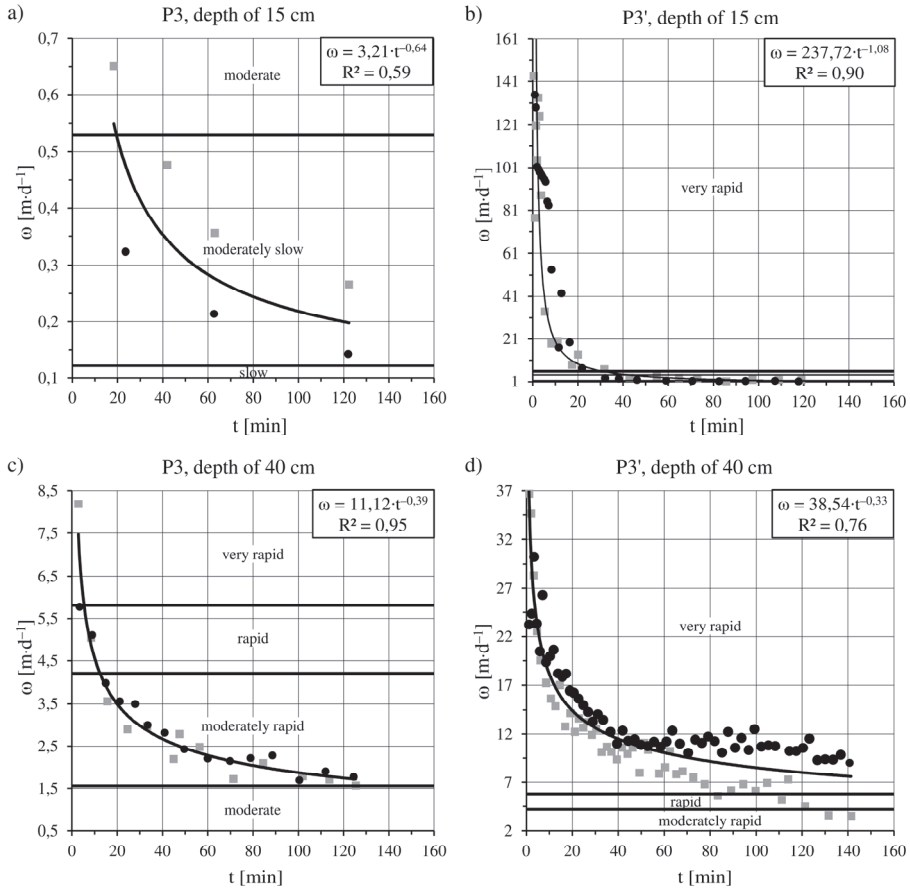 a)
P3, depth of 15 cm
ω = 3,21·t⁻⁰,⁶⁴
R² = 0,59
0,7
0,6
0,5
0,4
0,3
0,2
0,1
ω [m·d⁻¹]
moderate
moderately slow
slow
0 20 40 60 80 100 120 140 160
t [min]
b)
P3', depth of 15 cm
ω = 237,72·t⁻¹,⁰⁸
R² = 0,90
161
141
121
101
81
61
41
21
1
ω [m·d⁻¹]
very rapid
0 20 40 60 80 100 120 140 160
t [min]
c)
P3, depth of 40 cm
ω = 11,12·t⁻⁰,³⁹
R² = 0,95
8,5
7,5
6,5
5,5
4,5
3,5
2,5
1,5
0,5
ω [m·d⁻¹]
very rapid
rapid
moderately rapid
moderate
0 20 40 60 80 100 120 140 160
t [min]
d)
P3', depth of 40 cm
ω = 38,54·t⁻⁰,³³
R² = 0,76
37
32
27
22
17
12
7
2
ω [m·d⁻¹]
very rapid
rapid
moderately rapid
0 20 40 60 80 100 120 140 160
t [min]